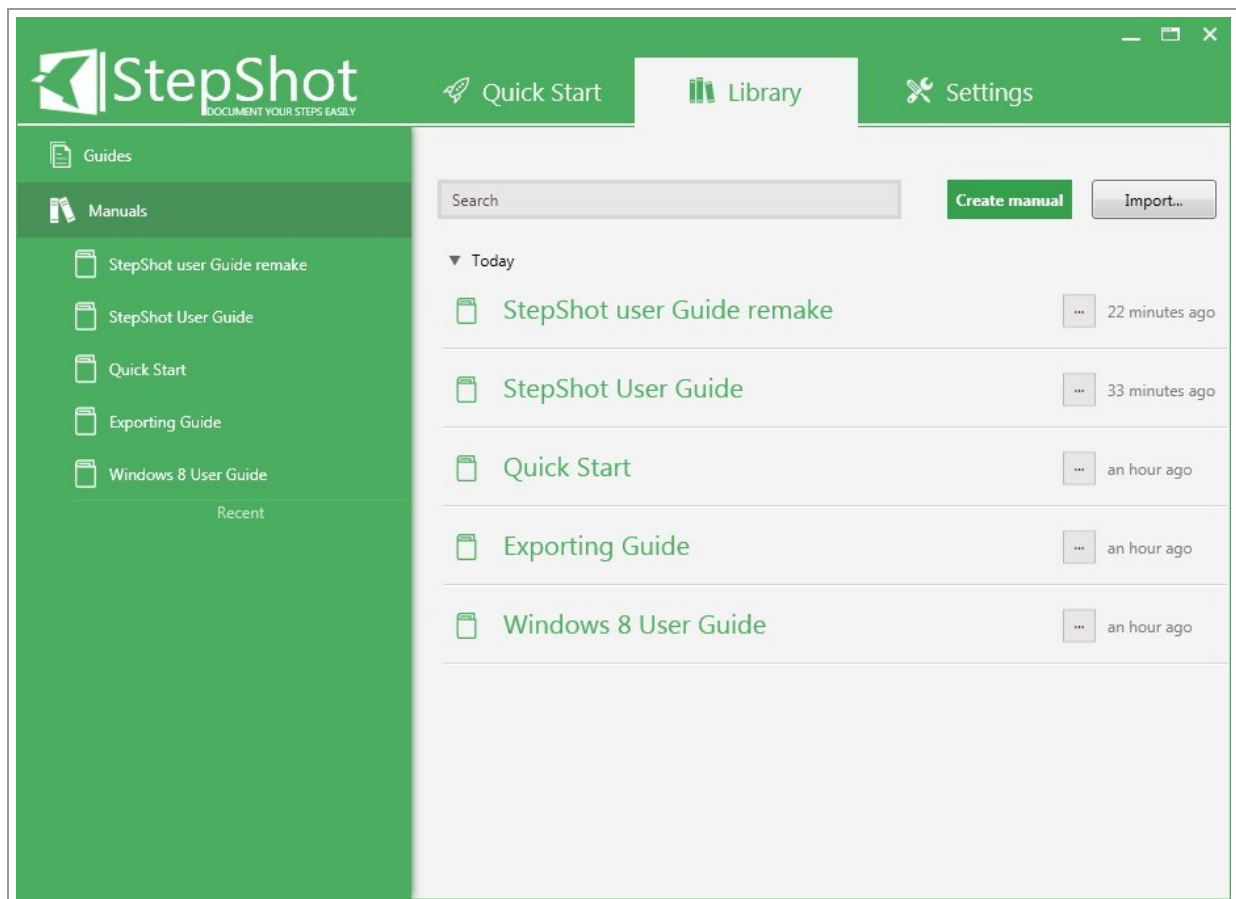 StepShot
DOCUMENT YOUR STEPS EASILY
Quick Start
Library
Settings
Guides
Manuals
StepShot user Guide remake
StepShot User Guide
Quick Start
Exporting Guide
Windows 8 User Guide
Recent
Search
Create manual
Import...
Today
StepShot user Guide remake
... 22 minutes ago
StepShot User Guide
... 33 minutes ago
Quick Start
... an hour ago
Exporting Guide
... an hour ago
Windows 8 User Guide
... an hour ago